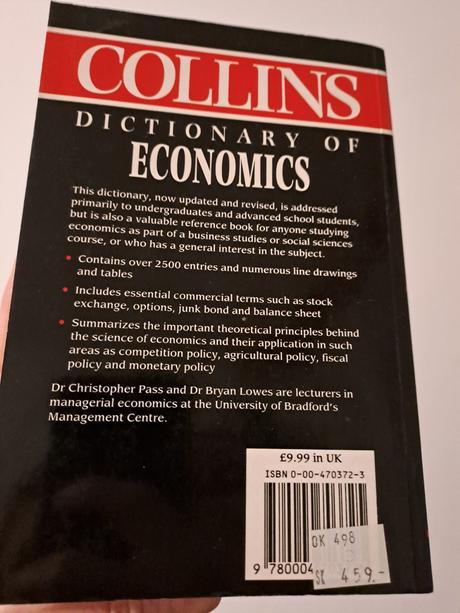 COLLINS
DICTIONARY OF
ECONOMICS
This dictionary, now updated and revised, is addressed
primarily to undergraduates and advanced school students,
but is also a valuable reference book for anyone studying
economics as part of a business studies or social sciences
course, or who has a general interest in the subject.
• Contains over 2500 entries and numerous line drawings
and tables
• Includes essential commercial terms such as stock
exchange, options, junk bond and balance sheet
• Summarizes the important theoretical principles behind
the science of economics and their application in such
areas as competition policy, agricultural policy, fiscal
policy and monetary policy
Dr Christopher Pass and Dr Bryan Lowes are lecturers in
managerial economics at the University of Bradford's
Management Centre.
£9.99 in UK
ISBN 0-00-470372-3
OK 498
9 780004
SK 459.-